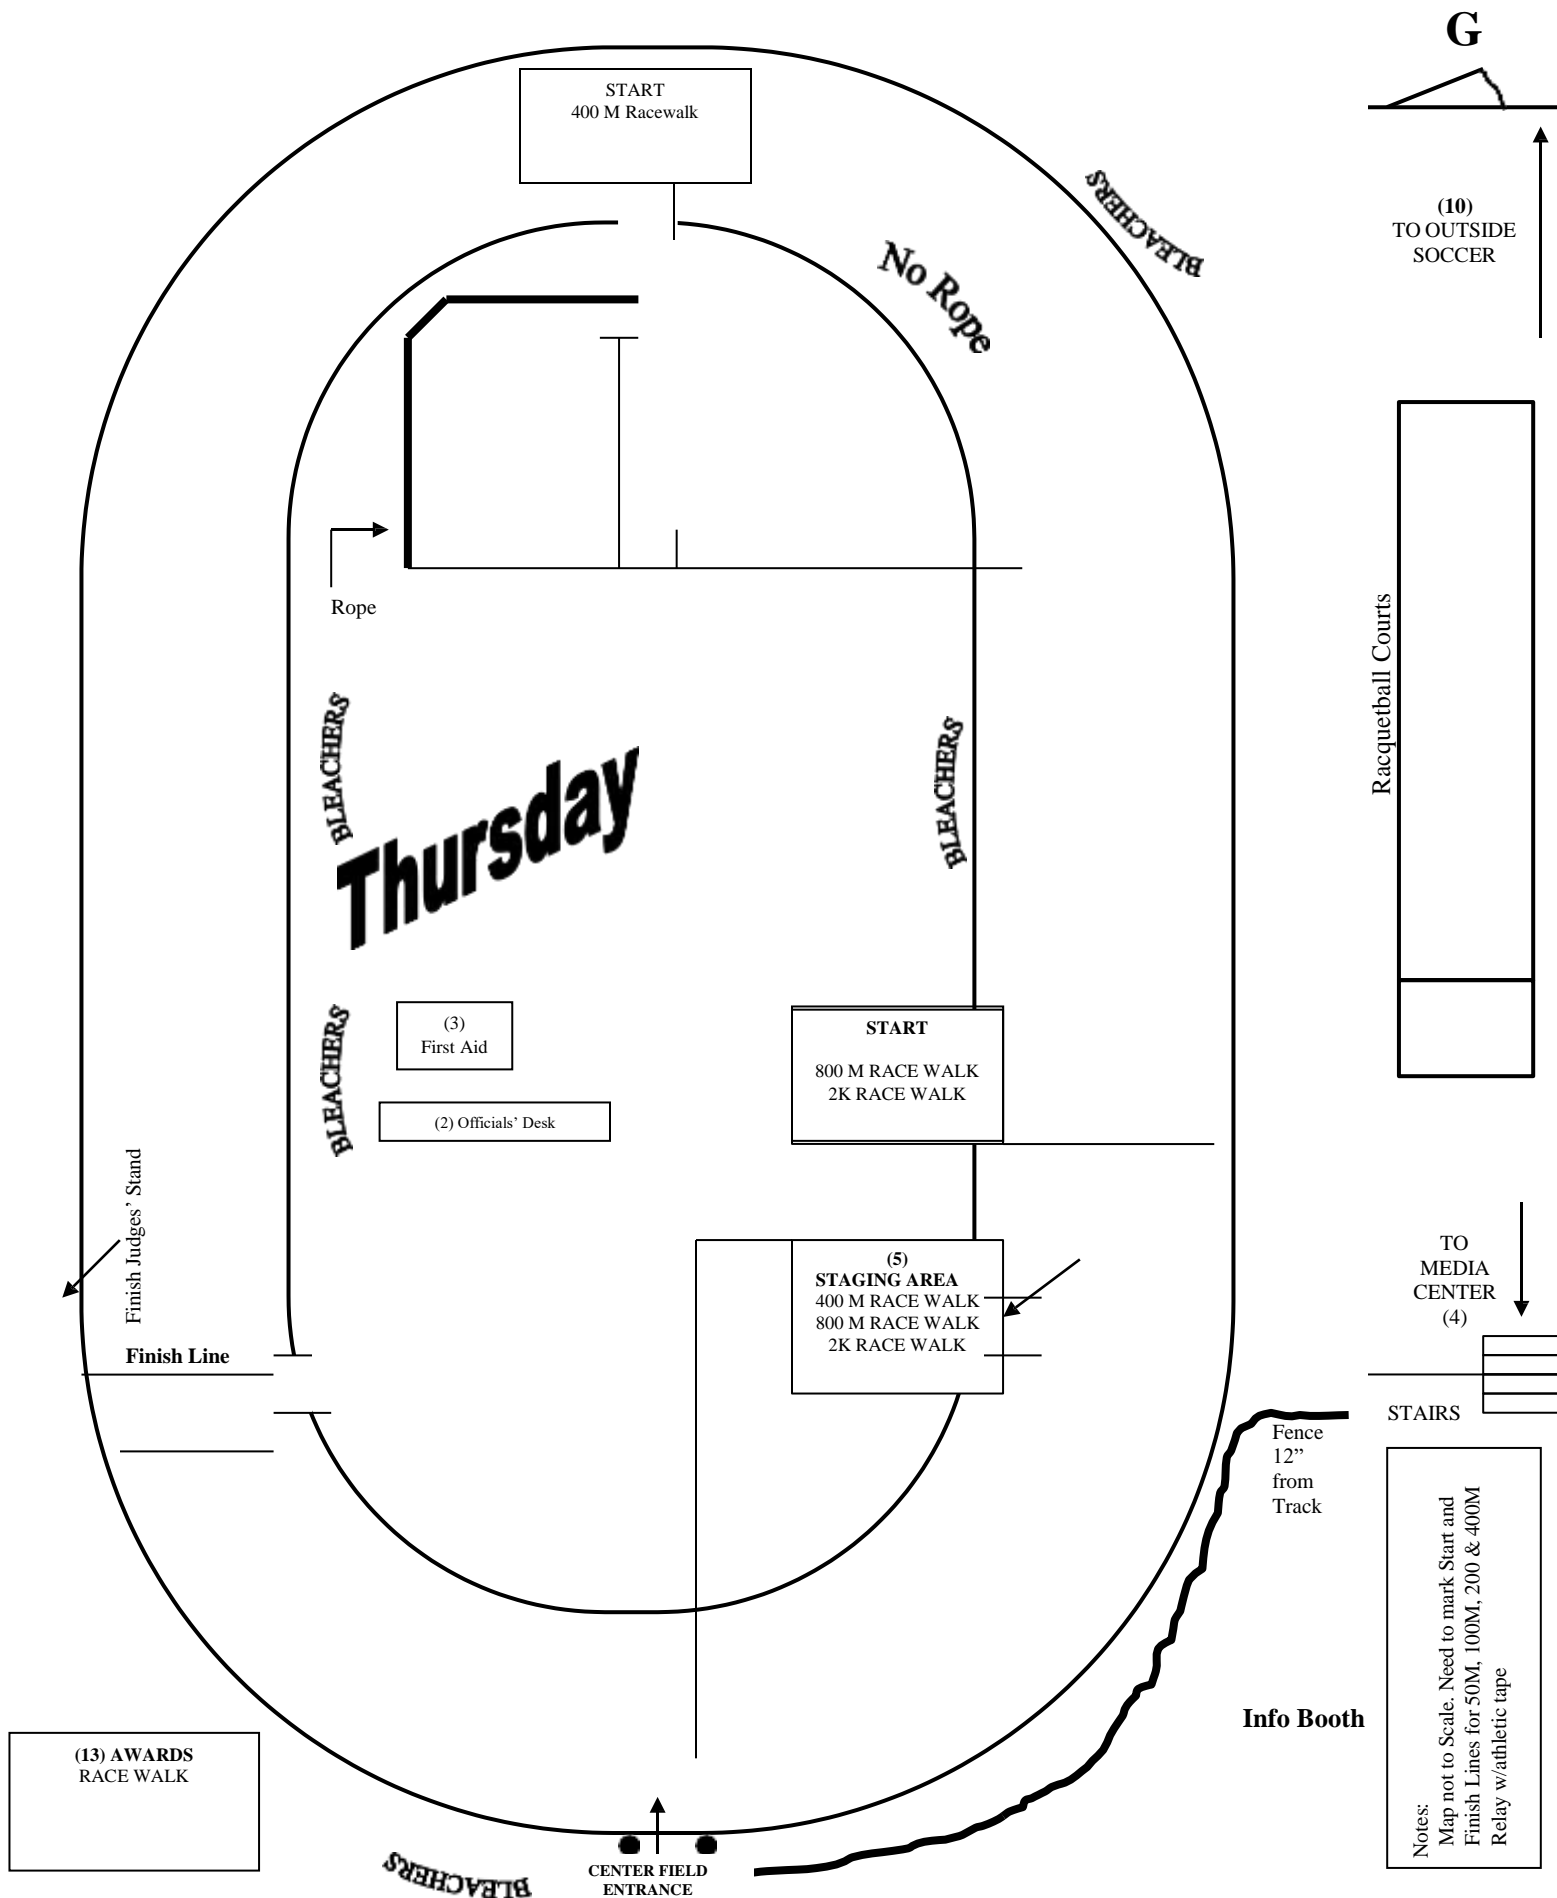 G
START
400 M Racewalk
BLEACHERS
(10)
TO OUTSIDE
SOCCER
No Rope
Rope
Racquetball Courts
BLEACHERS
BLEACHERS
Thursday
(3)
First Aid
START
800 M RACE WALK
2K RACE WALK
BLEACHERS
(2) Officials’ Desk
Finish Judges’ Stand
(5)
STAGING AREA
400 M RACE WALK
800 M RACE WALK
2K RACE WALK
TO
MEDIA
CENTER
(4)
Finish Line
STAIRS
Fence
12”
from
Track
Notes:
Map not to Scale. Need to mark Start and
Finish Lines for 50M, 100M, 200 & 400M
Relay w/athletic tape
Info Booth
(13) AWARDS
RACE WALK
BLEACHERS
CENTER FIELD
ENTRANCE